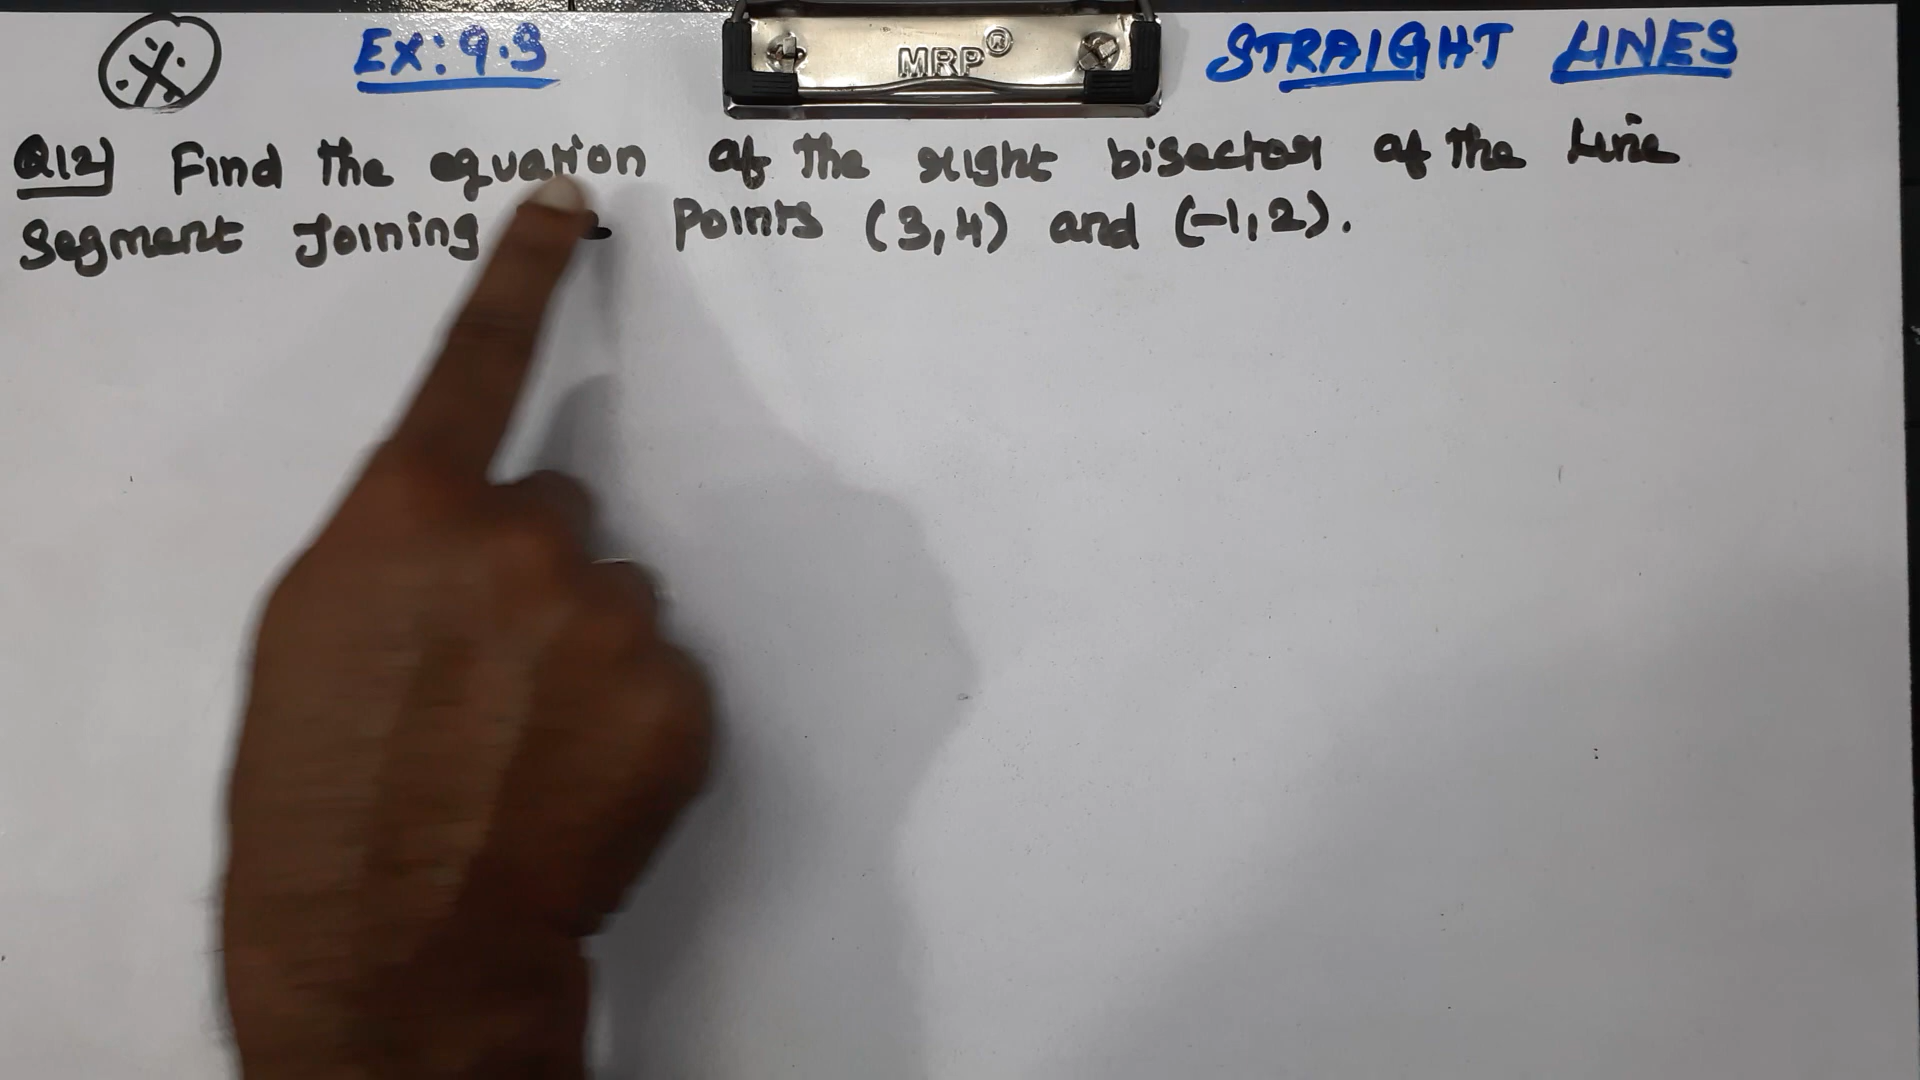 Ex: 9.3
MRP®
STRAIGHT LINES
Q12) Find the equation of the right bisector of the Line
Segment Joining Points (3,4) and (-1,2).